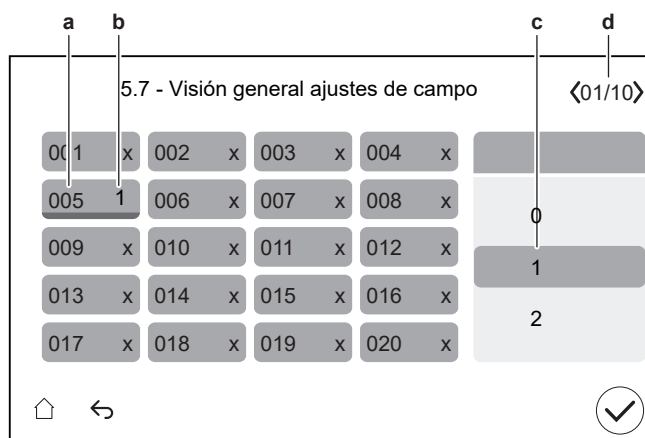 a b c d
5.7 - Visión general ajustes de campo ❮01/10❯
001 x 002 x 003 x 004 x
005 1 006 x 007 x 008 x
0
009 x 010 x 011 x 012 x
1
013 x 014 x 015 x 016 x
2
017 x 018 x 019 x 020 x